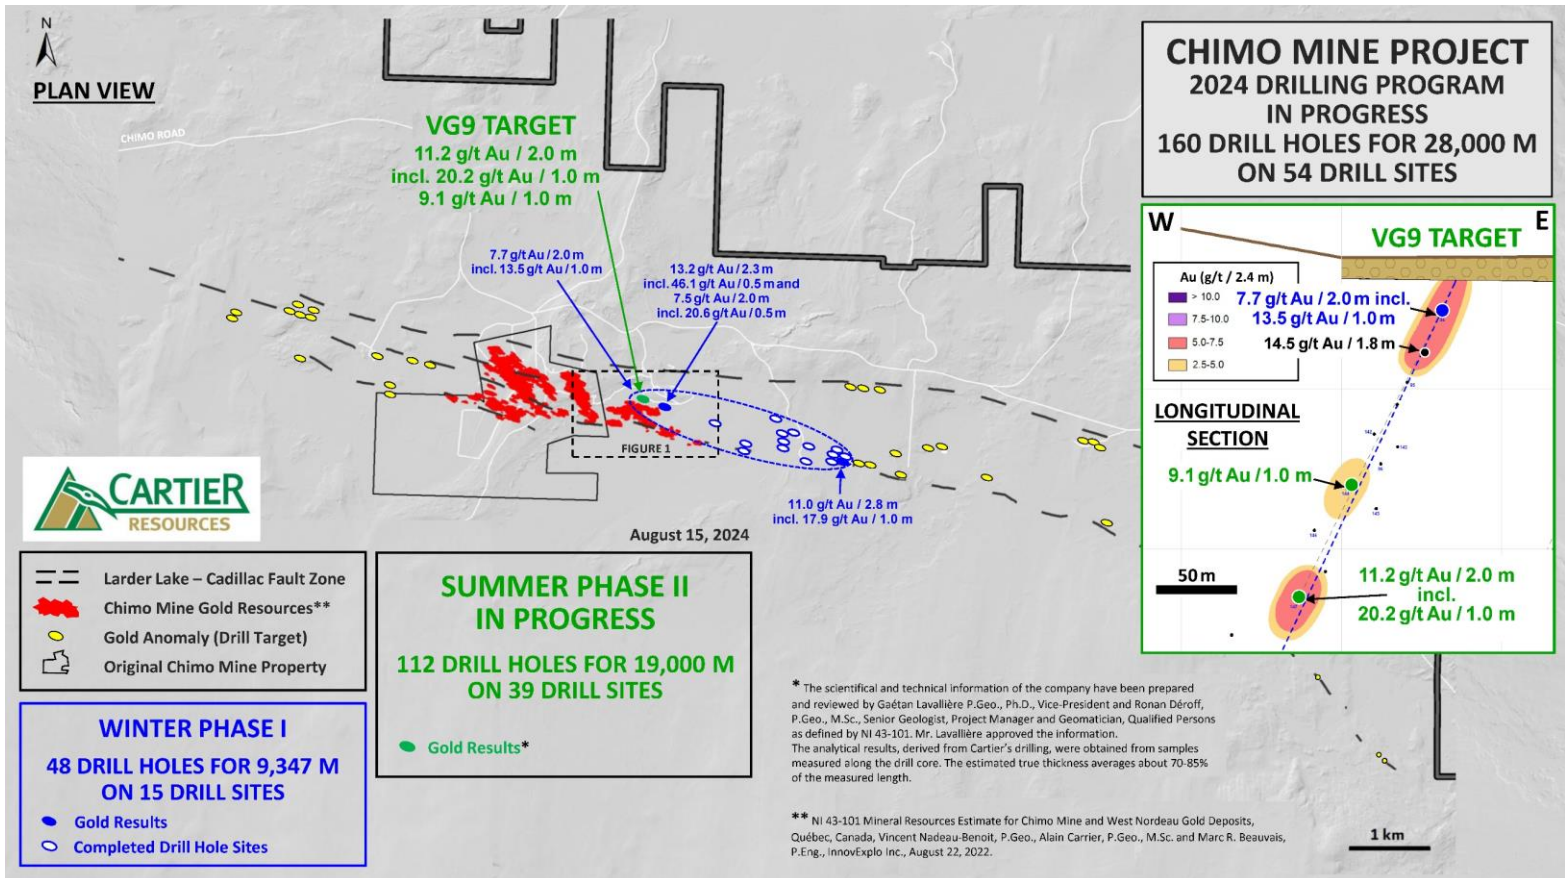 N
PLAN VIEW
CHIMO ROAD
VG9 TARGET
11.2 g/t Au / 2.0 m
incl. 20.2 g/t Au / 1.0 m
9.1 g/t Au / 1.0 m
7.7 g/t Au / 2.0 m
incl. 13.5 g/t Au / 1.0 m
13.2 g/t Au / 2.3 m
incl. 46.1 g/t Au / 0.5 m and
7.5 g/t Au / 2.0 m
incl. 20.6 g/t Au / 0.5 m
FIGURE 1
11.0 g/t Au / 2.8 m
incl. 17.9 g/t Au / 1.0 m
CHIMO MINE PROJECT
2024 DRILLING PROGRAM
IN PROGRESS
160 DRILL HOLES FOR 28,000 M
ON 54 DRILL SITES
W
E
VG9 TARGET
Au (g/t / 2.4 m)
> 10.0
7.5-10.0
5.0-7.5
2.5-5.0
7.7 g/t Au / 2.0 m incl.
13.5 g/t Au / 1.0 m
14.5 g/t Au / 1.8 m
LONGITUDINAL
SECTION
9.1 g/t Au / 1.0 m
50 m
11.2 g/t Au / 2.0 m
incl.
20.2 g/t Au / 1.0 m
CARTIER
RESOURCES
August 15, 2024
Larder Lake – Cadillac Fault Zone
Chimo Mine Gold Resources**
Gold Anomaly (Drill Target)
Original Chimo Mine Property
WINTER PHASE I
48 DRILL HOLES FOR 9,347 M
ON 15 DRILL SITES
Gold Results
Completed Drill Hole Sites
SUMMER PHASE II
IN PROGRESS
112 DRILL HOLES FOR 19,000 M
ON 39 DRILL SITES
Gold Results*
* The scientifical and technical information of the company have been prepared
and reviewed by Gaétan Lavallière P.Geo., Ph.D., Vice-President and Ronan Déroff,
P.Geo., M.Sc., Senior Geologist, Project Manager and Geomatician, Qualified Persons
as defined by NI 43-101. Mr. Lavallière approved the information.
The analytical results, derived from Cartier's drilling, were obtained from samples
measured along the drill core. The estimated true thickness averages about 70-85%
of the measured length.
** NI 43-101 Mineral Resources Estimate for Chimo Mine and West Nordeau Gold Deposits,
Québec, Canada, Vincent Nadeau-Benoit, P.Geo., Alain Carrier, P.Geo., M.Sc. and Marc R. Beauvais,
P.Eng., InnovExplo Inc., August 22, 2022.
1 km